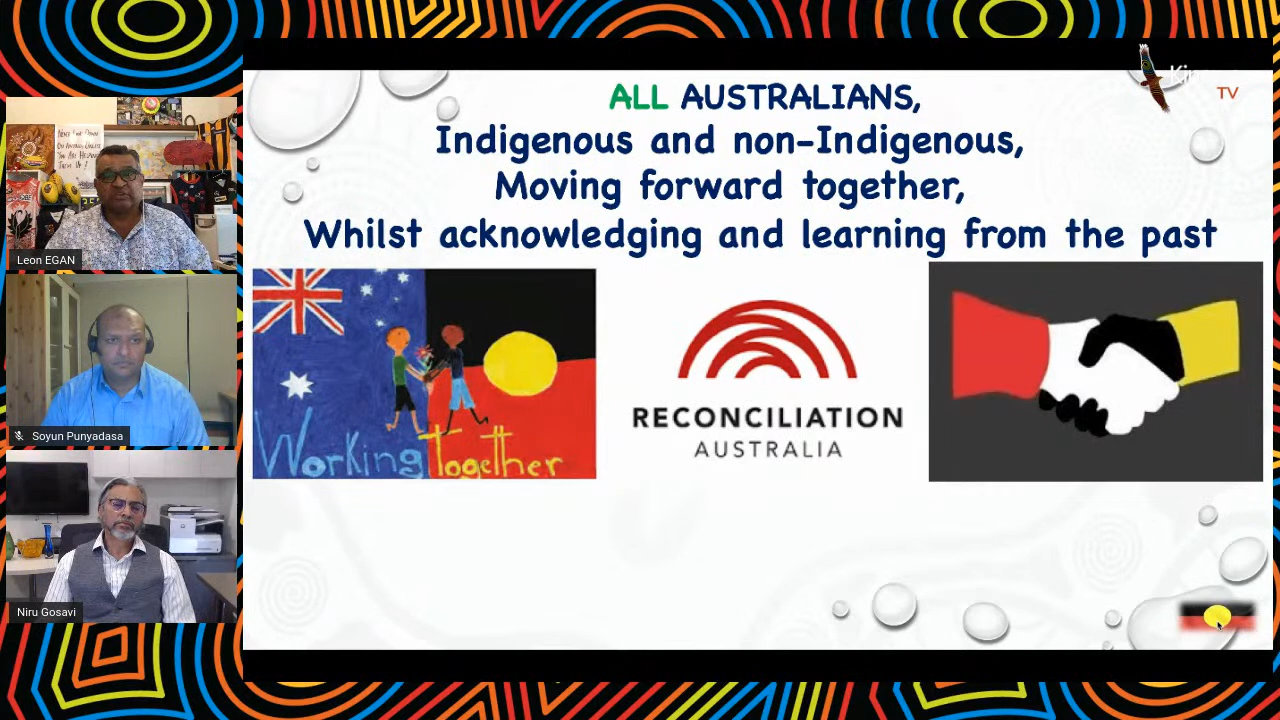 ALL AUSTRALIANS,
Indigenous and non-Indigenous,
Moving forward together,
Whilst acknowledging and learning from the past
Working Together
RECONCILIATION
AUSTRALIA
TV
Leon EGAN
Soyun Punyadasa
Niru Gosavi